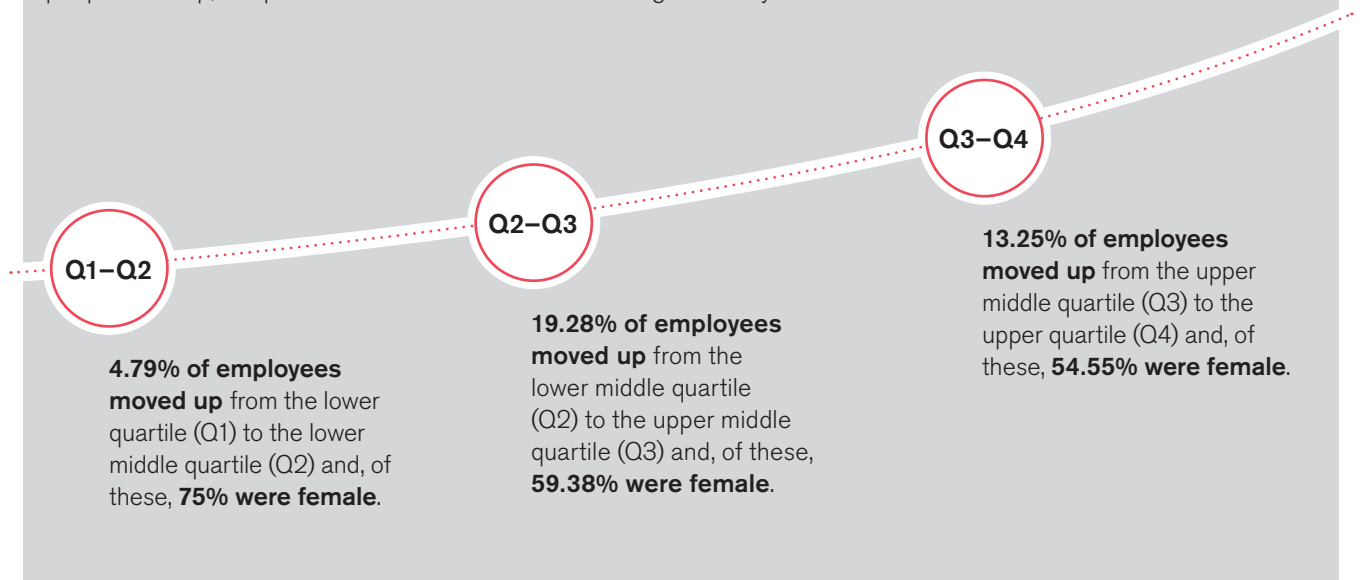 Q3–Q4
Q2–Q3
Q1–Q2
13.25% of employees
moved up from the upper
middle quartile (Q3) to the
upper quartile (Q4) and, of
these, 54.55% were female.
19.28% of employees
moved up from the
lower middle quartile
(Q2) to the upper middle
quartile (Q3) and, of these,
59.38% were female.
4.79% of employees
moved up from the lower
quartile (Q1) to the lower
middle quartile (Q2) and, of
these, 75% were female.